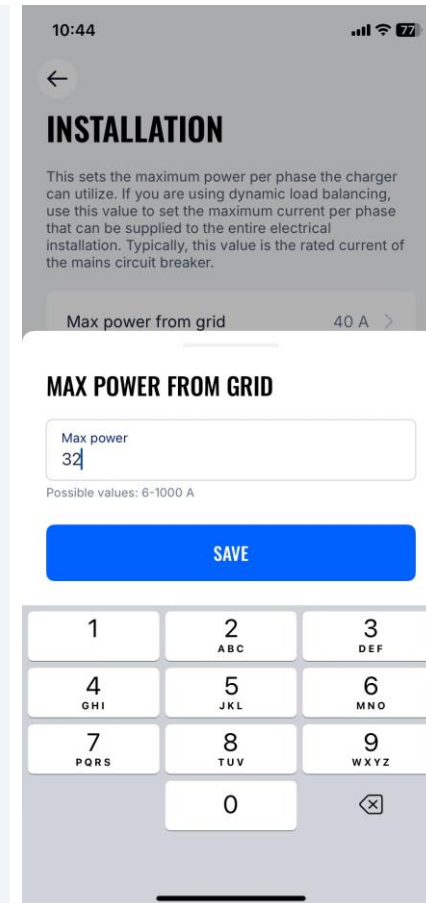 10:44
77
INSTALLATION
This sets the maximum power per phase the charger
can utilize. If you are using dynamic load balancing,
use this value to set the maximum current per phase
that can be supplied to the entire electrical
installation. Typically, this value is the rated current of
the mains circuit breaker.
Max power from grid 40 A
MAX POWER FROM GRID
Max power
32
Possible values: 6-1000 A
SAVE
1 2 3
ABC DEF
4 5 6
GHI JKL MNO
7 8 9
PQRS TUV WXYZ
0